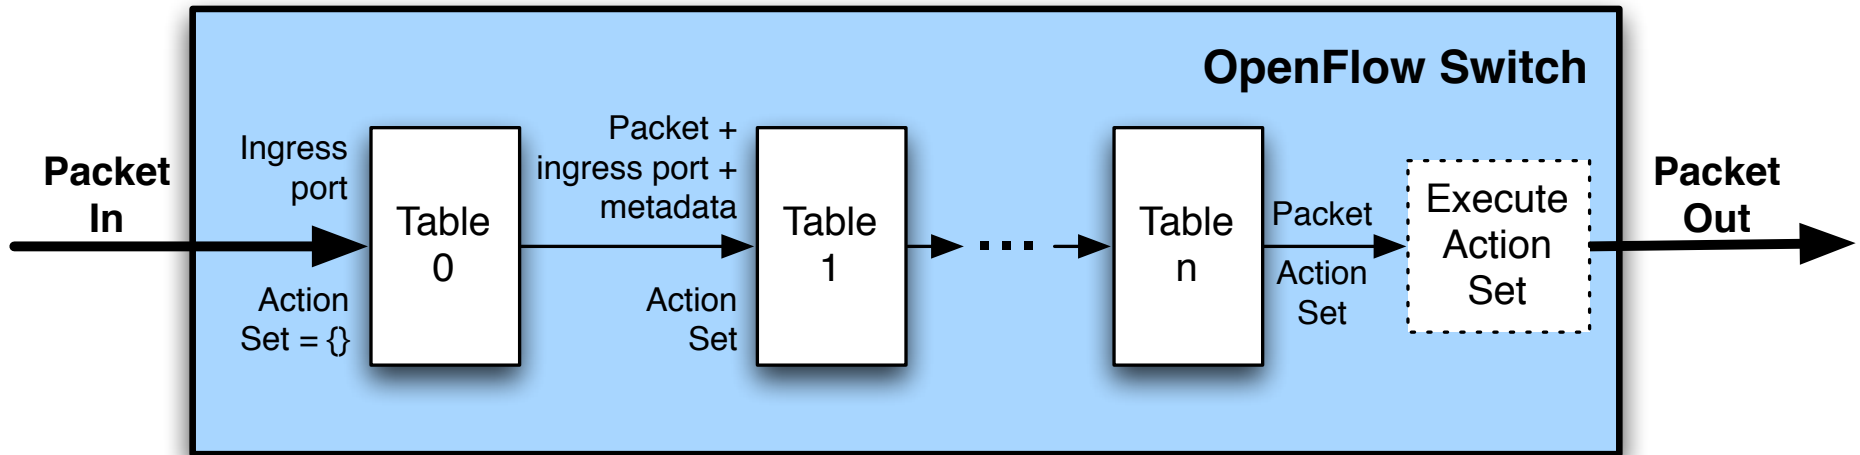 OpenFlow Switch
Packet
In
Ingress
port
Action
Set = {}
Table
0
Packet +
ingress port +
metadata
Action
Set
Table
1
...
Table
n
Packet
Action
Set
Execute
Action
Set
Packet
Out